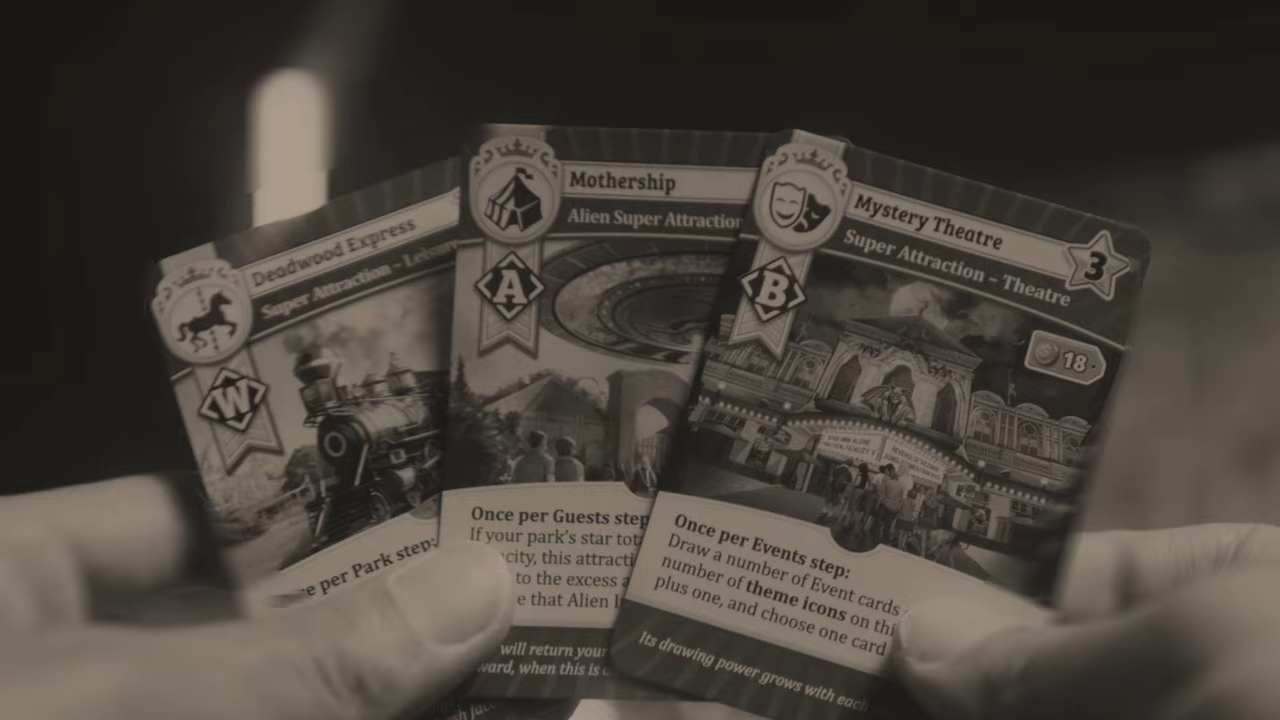 Deadwood Express
Super Attraction – Leisure
W
per Park step:
Mothership
Alien Super Attraction
A
Once per Guests step
If your park's star tot
city, this attracti
to the excess a
that Alien I
will return your
ward, when this is
Mystery Theatre
Super Attraction – Theatre
3
B
18
Once per Events step:
Draw a number of Event cards
number of theme icons on thi
plus one, and choose one card
Its drawing power grows with each